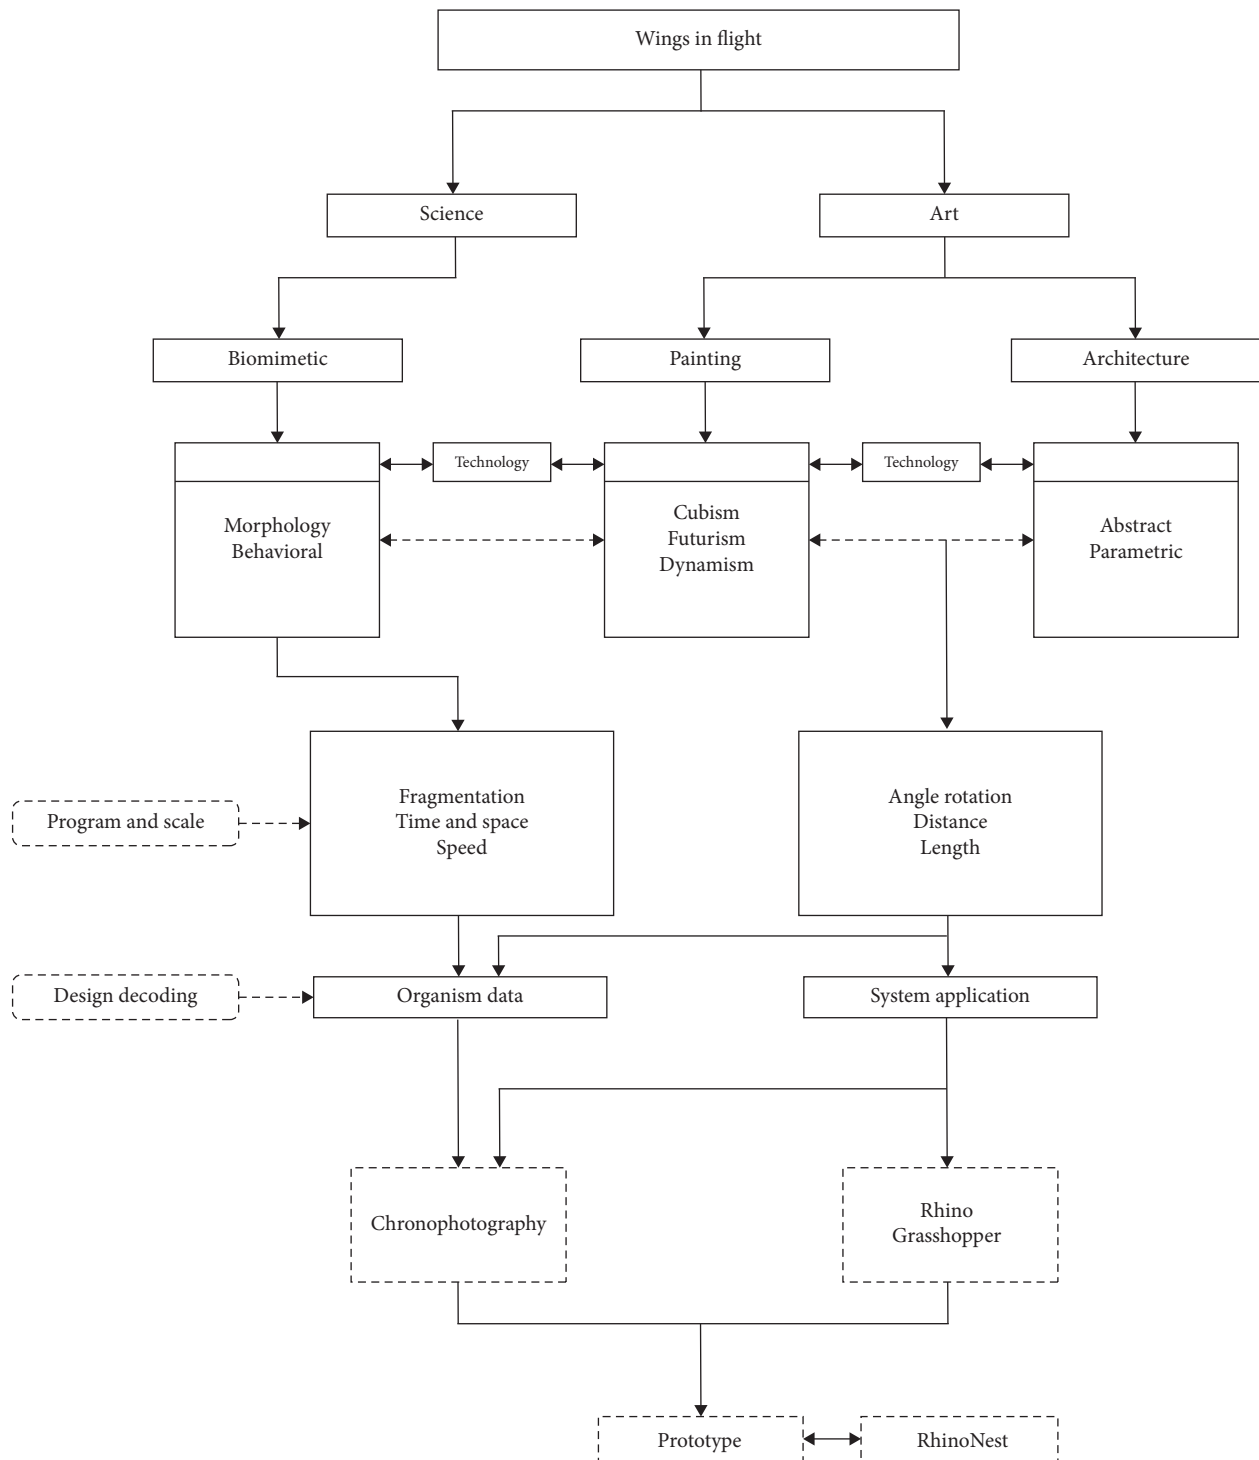 Wings in flight
Science
Art
Biomimetic
Painting
Architecture
Technology
Technology
Morphology
Behavioral
Cubism
Futurism
Dynamism
Abstract
Parametric
Program and scale
Fragmentation
Time and space
Speed
Angle rotation
Distance
Length
Design decoding
Organism data
System application
Chronophotography
Rhino
Grasshopper
Prototype
RhinoNest